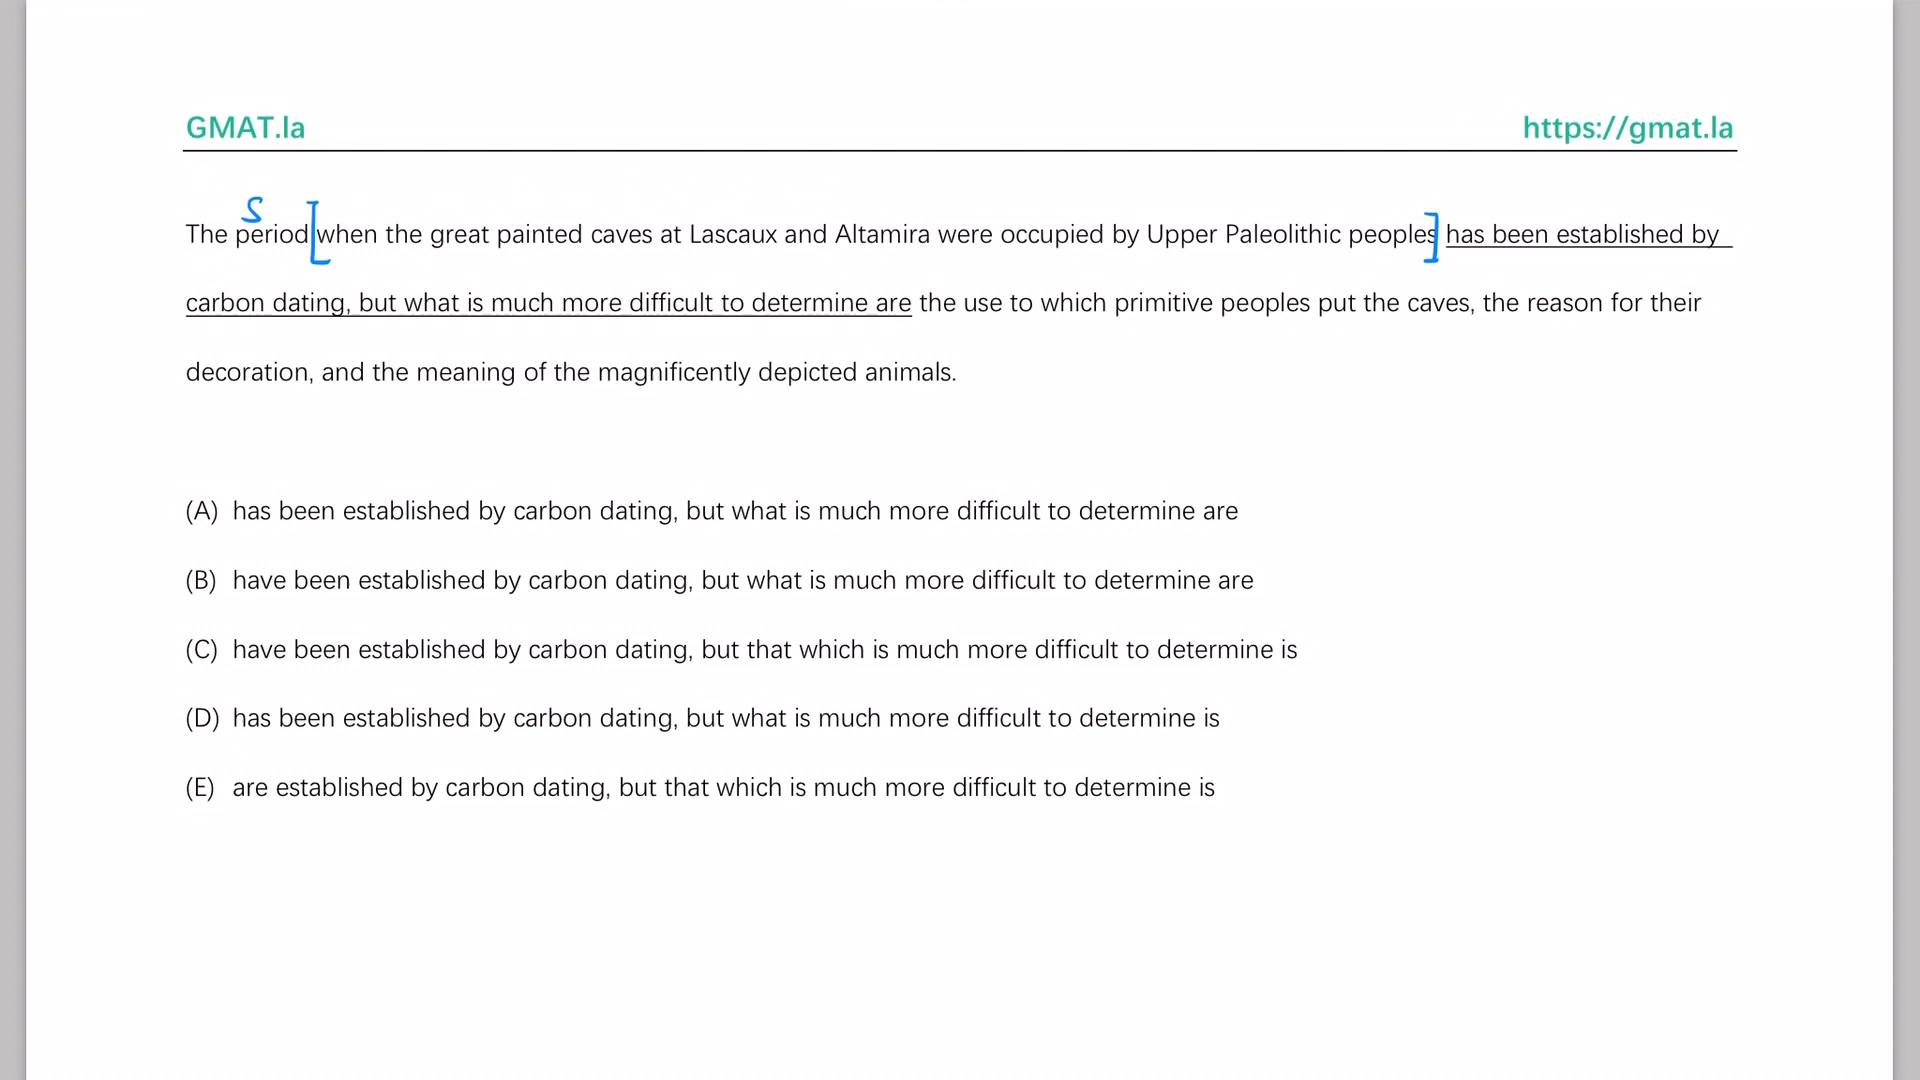 GMAT.la
https://gmat.la
S
The period [when the great painted caves at Lascaux and Altamira were occupied by Upper Paleolithic peoples] has been established by
carbon dating, but what is much more difficult to determine are the use to which primitive peoples put the caves, the reason for their
decoration, and the meaning of the magnificently depicted animals.
(A) has been established by carbon dating, but what is much more difficult to determine are
(B) have been established by carbon dating, but what is much more difficult to determine are
(C) have been established by carbon dating, but that which is much more difficult to determine is
(D) has been established by carbon dating, but what is much more difficult to determine is
(E) are established by carbon dating, but that which is much more difficult to determine is